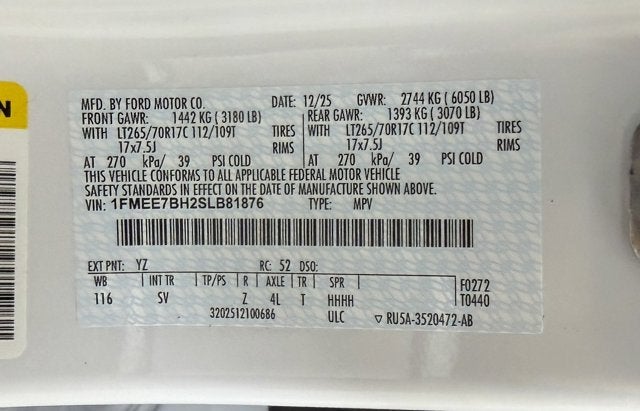 N
MFD. BY FORD MOTOR CO. DATE: 12/25 GVWR: 2744 KG ( 6050 LB)
FRONT GAWR: 1442 KG ( 3180 LB) REAR GAWR: 1393 KG ( 3070 LB)
WITH LT265/70R17C 112/109T TIRES WITH LT265/70R17C 112/109T TIRES
17x7.5J RIMS 17x7.5J RIMS
AT 270 kPa/ 39 PSI COLD AT 270 kPa/ 39 PSI COLD
THIS VEHICLE CONFORMS TO ALL APPLICABLE FEDERAL MOTOR VEHICLE
SAFETY STANDARDS IN EFFECT ON THE DATE OF MANUFACTURE SHOWN ABOVE.
VIN: 1FMEE7BH2SLB81876 TYPE: MPV
EXT PNT: YZ RC: 52 DSO:
WB INT TR TP/PS R AXLE TR SPR F0272
116 SV Z 4L T HHHH T0440
3202512100686 ULC ▽ RU5A-3520472-AB